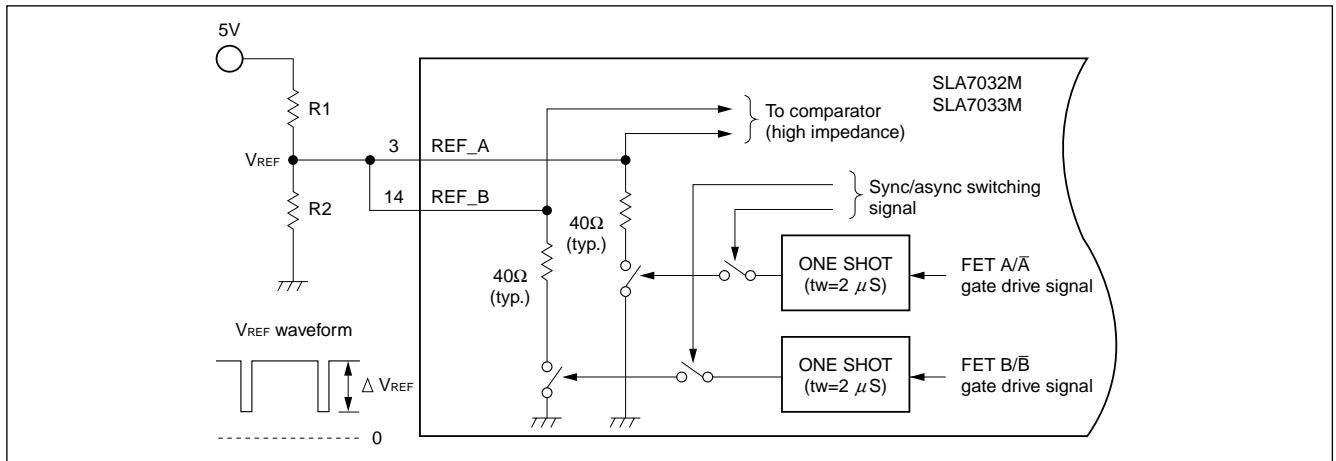 5V
R1
VREF
R2
3 REF_A
14 REF_B
SLA7032M
SLA7033M
To comparator
(high impedance)
Sync/async switching
signal
40Ω
(typ.)
40Ω
(typ.)
ONE SHOT
(tw=2 μS)
FET A/A̅
gate drive signal
ONE SHOT
(tw=2 μS)
FET B/B̅
gate drive signal
VREF waveform
Δ VREF
0